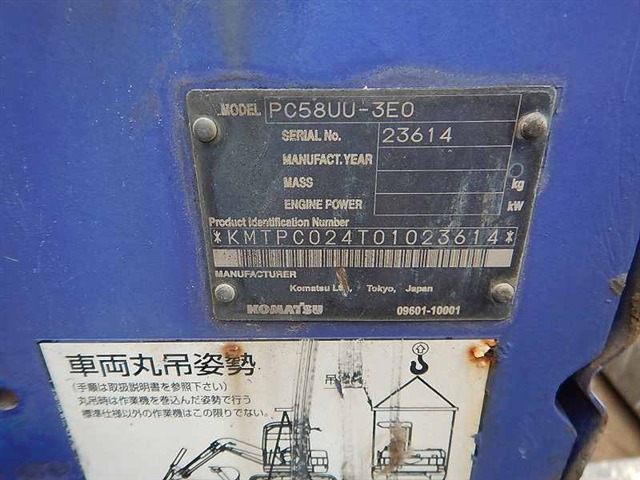 MODEL PC58UU-3E0
SERIAL No. 23614
MANUFACT.YEAR
MASS kg
ENGINE POWER kW
Product Identification Number
*KMTPC024T01023614*
MANUFACTURER
Komatsu Ltd., Tokyo, Japan
KOMATSU 09601-10001
車両丸吊姿勢
(手順は取扱説明書を参照下さい)
丸吊時は作業機を巻込んだ姿勢で行う
標準仕様以外の作業機はこの限りでない。
吊